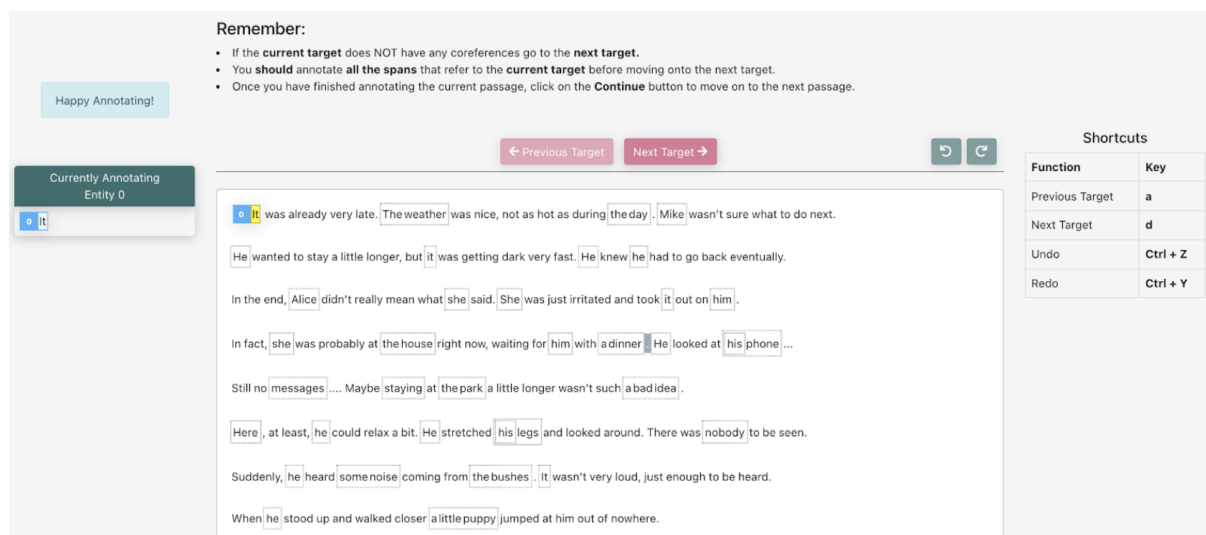 Remember:
• If the current target does NOT have any coreferences go to the next target.
• You should annotate all the spans that refer to the current target before moving onto the next target.
• Once you have finished annotating the current passage, click on the Continue button to move on to the next passage.
Happy Annotating!
← Previous Target
Next Target →
Currently Annotating
Entity 0
0 It
0 It was already very late. The weather was nice, not as hot as during the day . Mike wasn't sure what to do next.
He wanted to stay a little longer, but it was getting dark very fast. He knew he had to go back eventually.
In the end, Alice didn't really mean what she said. She was just irritated and took it out on him .
In fact, she was probably at the house right now, waiting for him with a dinner . He looked at his phone ...
Still no messages .... Maybe staying at the park a little longer wasn't such a bad idea .
Here , at least, he could relax a bit. He stretched his legs and looked around. There was nobody to be seen.
Suddenly, he heard some noise coming from the bushes . It wasn't very loud, just enough to be heard.
When he stood up and walked closer a little puppy jumped at him out of nowhere.
Shortcuts
Function Key
Previous Target a
Next Target d
Undo Ctrl + Z
Redo Ctrl + Y